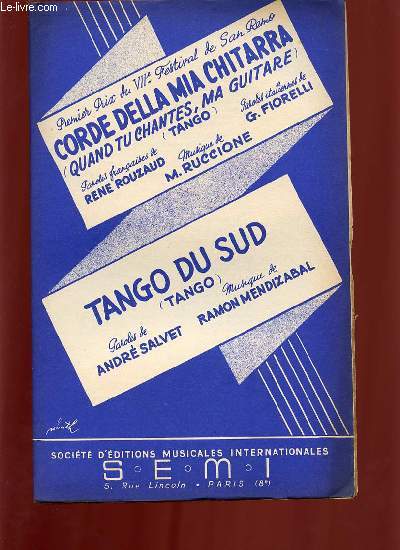 Le-livre.com
Premier Prix du VIIe Festival de San Remo
CORDE DELLA MIA CHITARRA
(QUAND TU CHANTES, MA GUITARE)
(TANGO)
Paroles françaises de
RENÉ ROUZAUD
Musique de
M. RUCCIONE
Paroles italiennes de
G. FIORELLI
TANGO DU SUD
(TANGO)
Paroles de
ANDRÉ SALVET
Musique de
RAMON MENDIZABAL
SOCIÉTÉ D'ÉDITIONS MUSICALES INTERNATIONALES
S.E.M.I
5, Rue Lincoln • PARIS (8e)